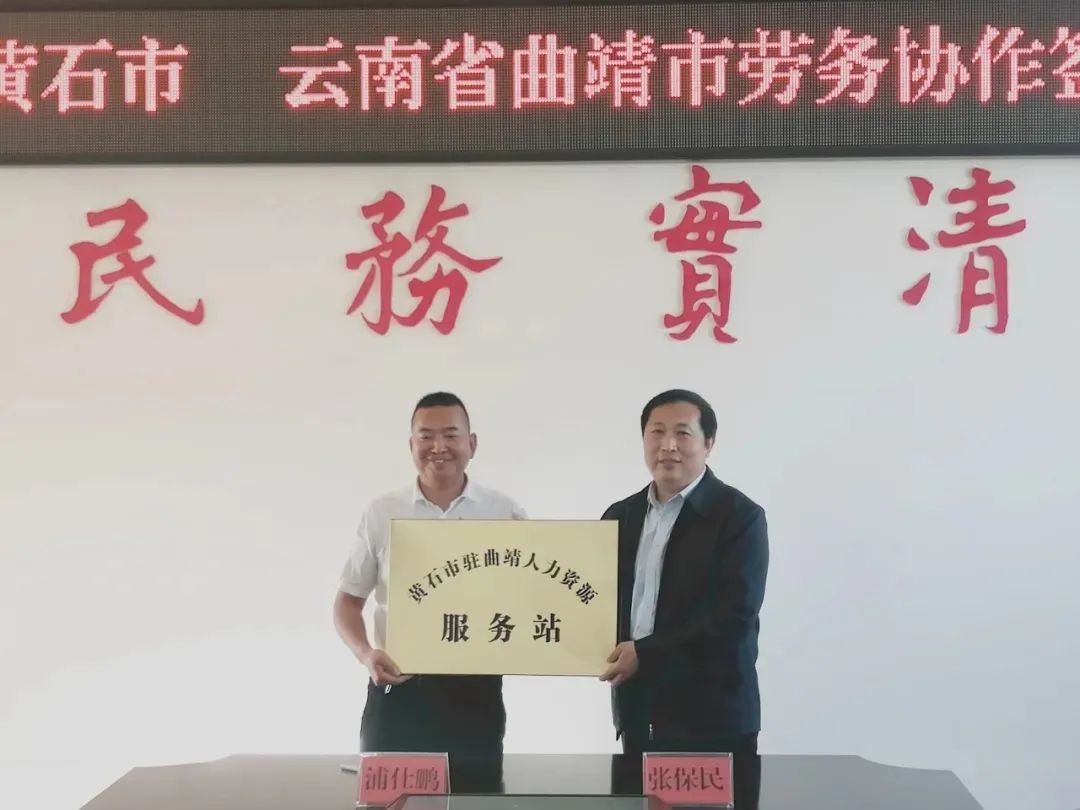 黄石市 云南省曲靖市劳务协作签
民務實清
黄石市驻曲靖人力资源
服务站
浦仕鹏
张保民